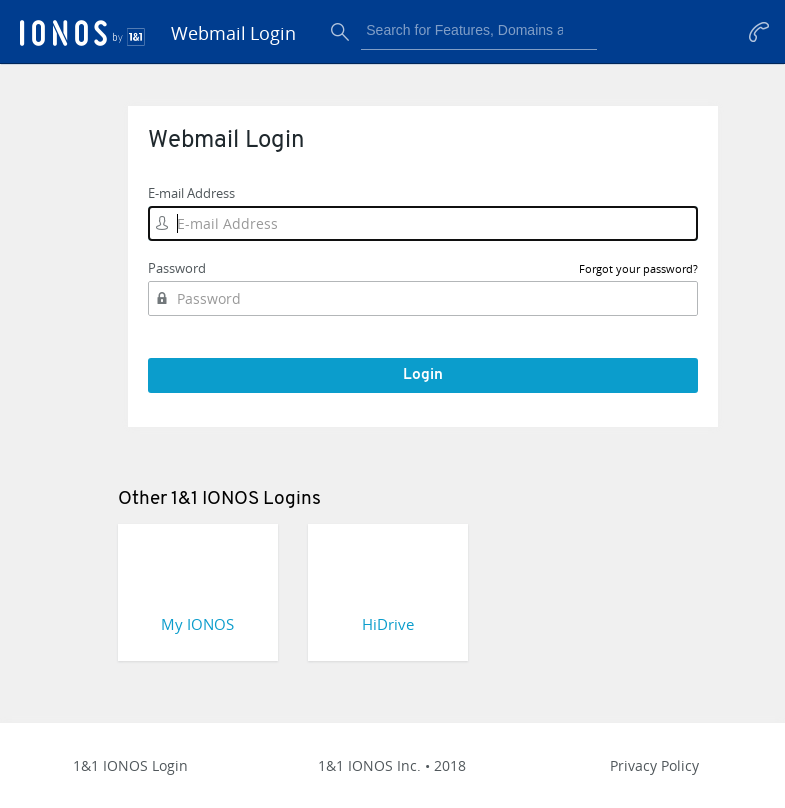 IONOS by 1&1
Webmail Login
Search for Features, Domains a
Webmail Login
E-mail Address
E-mail Address
Password
Forgot your password?
Password
Login
Other 1&1 IONOS Logins
My IONOS
HiDrive
1&1 IONOS Login
1&1 IONOS Inc. • 2018
Privacy Policy